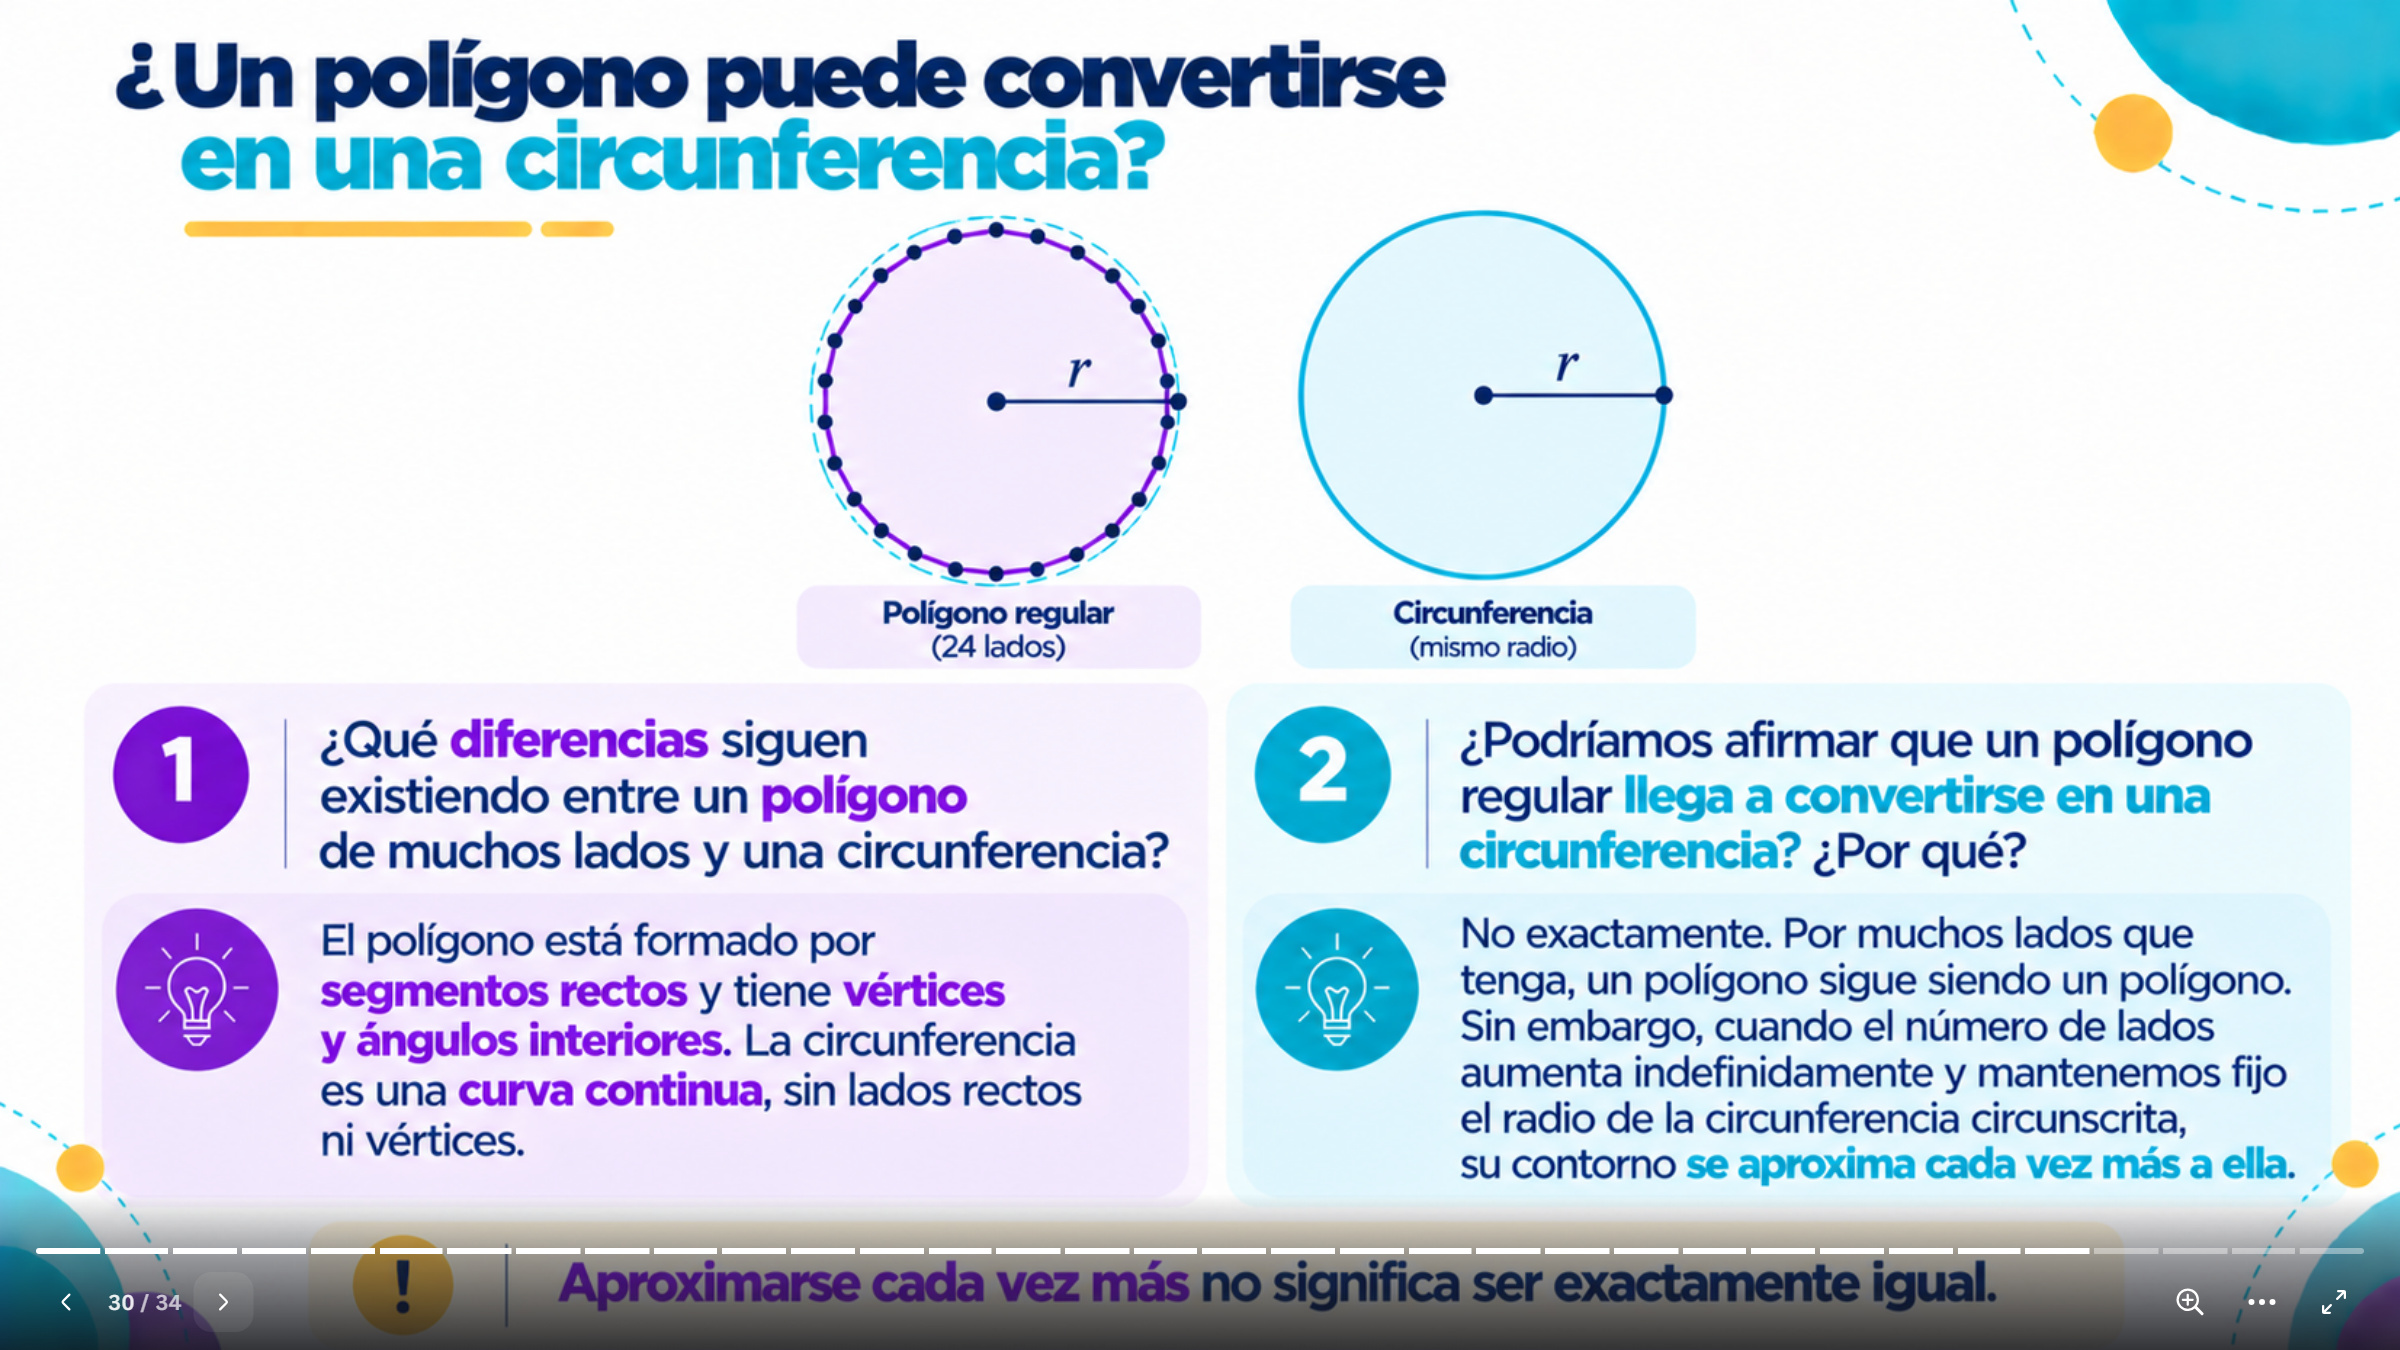 ¿Un polígono puede convertirse
en una circunferencia?
r
r
Polígono regular
(24 lados)
Circunferencia
(mismo radio)
1
¿Qué diferencias siguen
existiendo entre un polígono
de muchos lados y una circunferencia?
El polígono está formado por
segmentos rectos y tiene vértices
y ángulos interiores. La circunferencia
es una curva continua, sin lados rectos
ni vértices.
2
¿Podríamos afirmar que un polígono
regular llega a convertirse en una
circunferencia? ¿Por qué?
No exactamente. Por muchos lados que
tenga, un polígono sigue siendo un polígono.
Sin embargo, cuando el número de lados
aumenta indefinidamente y mantenemos fijo
el radio de la circunferencia circunscrita,
su contorno se aproxima cada vez más a ella.
! Aproximarse cada vez más no significa ser exactamente igual.
30 / 34